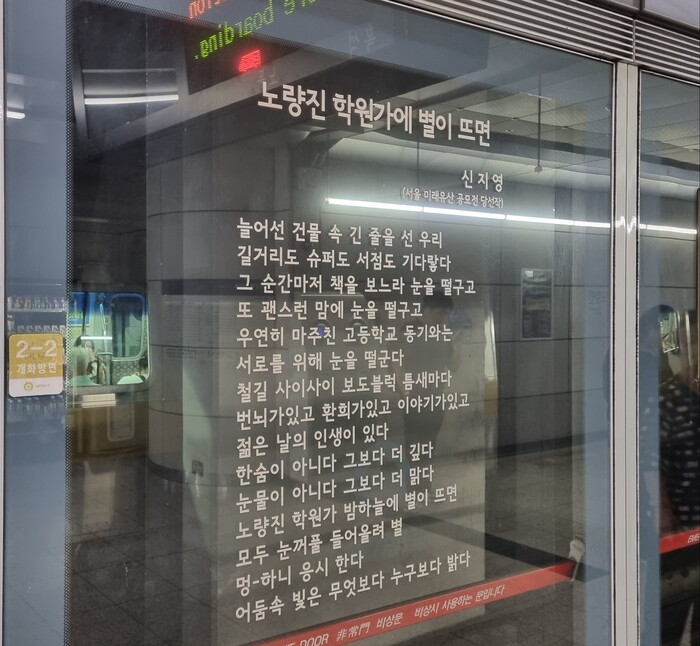 노량진 학원가에 별이 뜨면
신지영
(서울 미래유산 공모전 당선작)
늘어선 건물 속 긴 줄을 선 우리
길거리도 슈퍼도 서점도 기다랗다
그 순간마저 책을 보느라 눈을 떨구고
또 괜스런 맘에 눈을 떨구고
우연히 마주친 고등학교 동기와는
서로를 위해 눈을 떨군다
철길 사이사이 보도블럭 틈새마다
번뇌가있고 환희가있고 이야기가있고
젊은 날의 인생이 있다
한숨이 아니다 그보다 더 깊다
눈물이 아니다 그보다 더 맑다
노량진 학원가 밤하늘에 별이 뜨면
모두 눈꺼풀 들어올려 별
멍-하니 응시 한다
어둠속 빛은 무엇보다 누구보다 밝다
2-2
개화방면
DOOR 非常門 비상문 비상시 사용하는 문입니다
boarding.